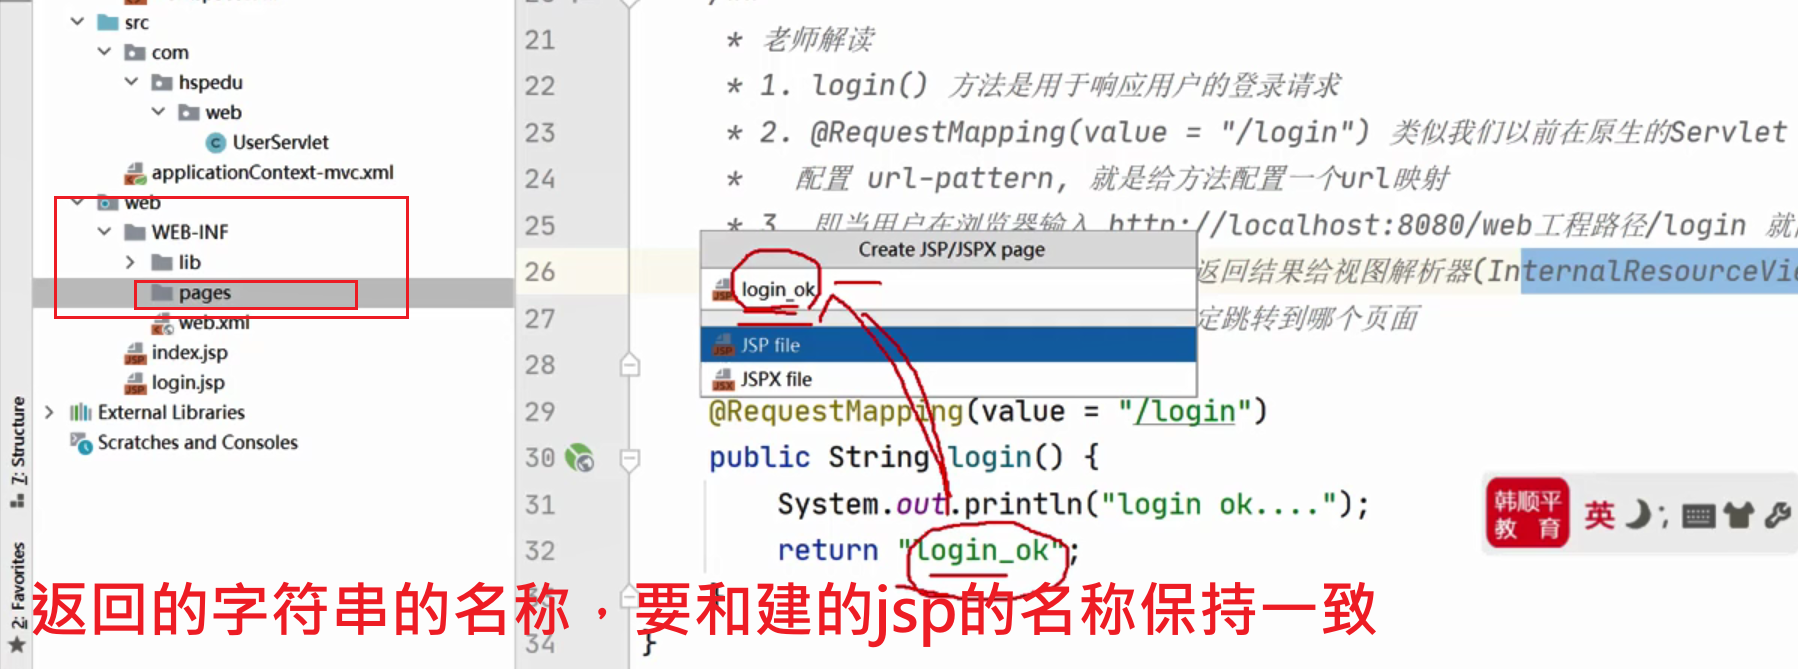 src
com
hspedu
web
UserServlet
applicationContext-mvc.xml
web
WEB-INF
lib
pages
web.xml
index.jsp
login.jsp
External Libraries
Scratches and Consoles
Z: Structure
2: Favorites
21 * 老师解读
22 * 1. login() 方法是用于响应用户的登录请求
23 * 2. @RequestMapping(value = "/login") 类似我们以前在原生的Servlet
24 * 配置 url-pattern, 就是给方法配置一个url映射
25 * 3. 即当用户在浏览器输入 http://localhost:8080/web工程路径/login 就
26 返回结果给视图解析器(InternalResourceVie
27 定跳转到哪个页面
28
29 @RequestMapping(value = "/login")
30 public String login() {
31 System.out.println("login ok....");
32 return "login_ok";
34 }
Create JSP/JSPX page
login_ok
JSP file
JSPX file
韩顺平
教 育
英
返回的字符串的名称，要和建的jsp的名称保持一致